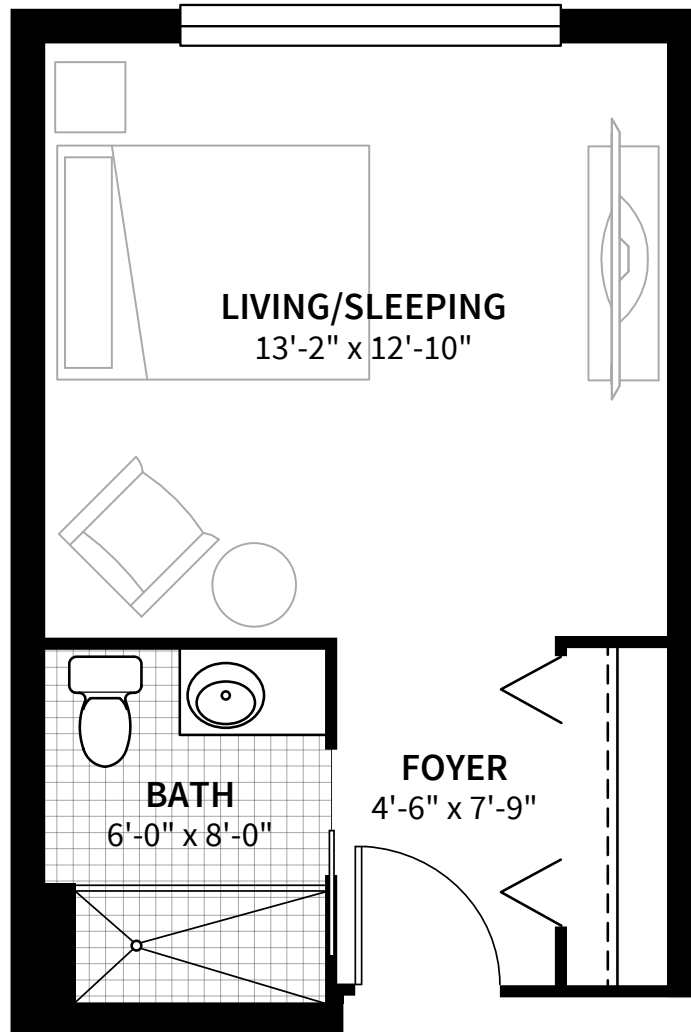 LIVING/SLEEPING
13'-2" x 12'-10"
FOYER
4'-6" x 7'-9"
BATH
6'-0" x 8'-0"